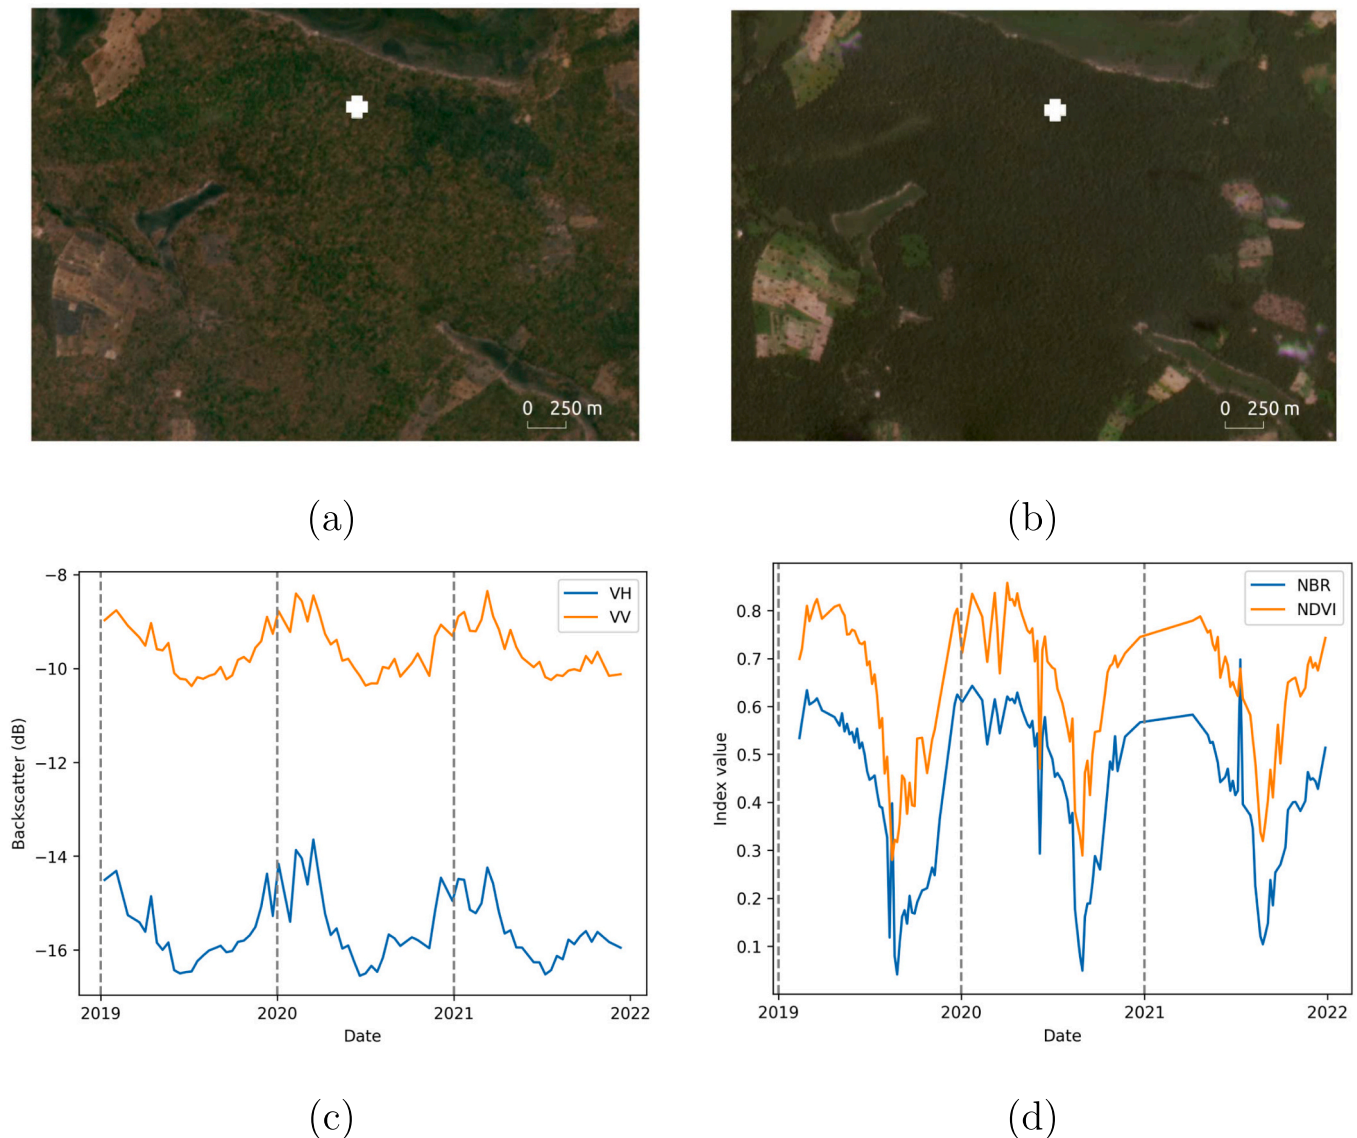 0 250 m
0 250 m
(a)
(b)
−8
−10
−12
−14
−16
Backscatter (dB)
VH
VV
2019
2020
2021
2022
Date
0.8
0.7
0.6
0.5
0.4
0.3
0.2
0.1
Index value
NBR
NDVI
2019
2020
2021
2022
Date
(c)
(d)